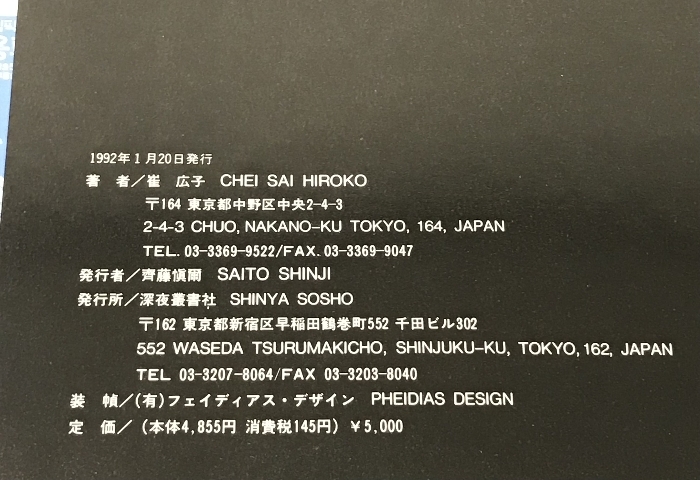 1992年1月20日発行
著　者／崔　広子　CHEI SAI HIROKO
〒164 東京都中野区中央2-4-3
2-4-3 CHUO, NAKANO-KU TOKYO, 164, JAPAN
TEL. 03-3369-9522/FAX. 03-3369-9047
発行者／齊藤愼爾　SAITO SHINJI
発行所／深夜叢書社　SHINYA SOSHO
〒162 東京都新宿区早稲田鶴巻町552 千田ビル302
552 WASEDA TSURUMAKICHO, SHINJUKU-KU, TOKYO, 162, JAPAN
TEL 03-3207-8064/FAX 03-3203-8040
装　幀／(有)フェイディアス・デザイン　PHEIDIAS DESIGN
定　価／（本体4,855円 消費税145円）￥5,000